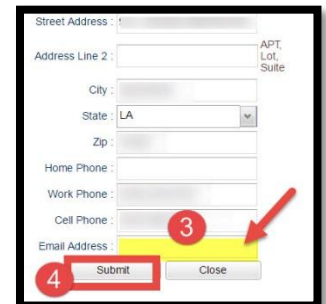 Street Address :
APT,
Address Line 2 :
Lot,
Suite
City :
State : LA
Zip :
Home Phone :
Work Phone :
Cell Phone :
3
Email Address :
4
Submit Close